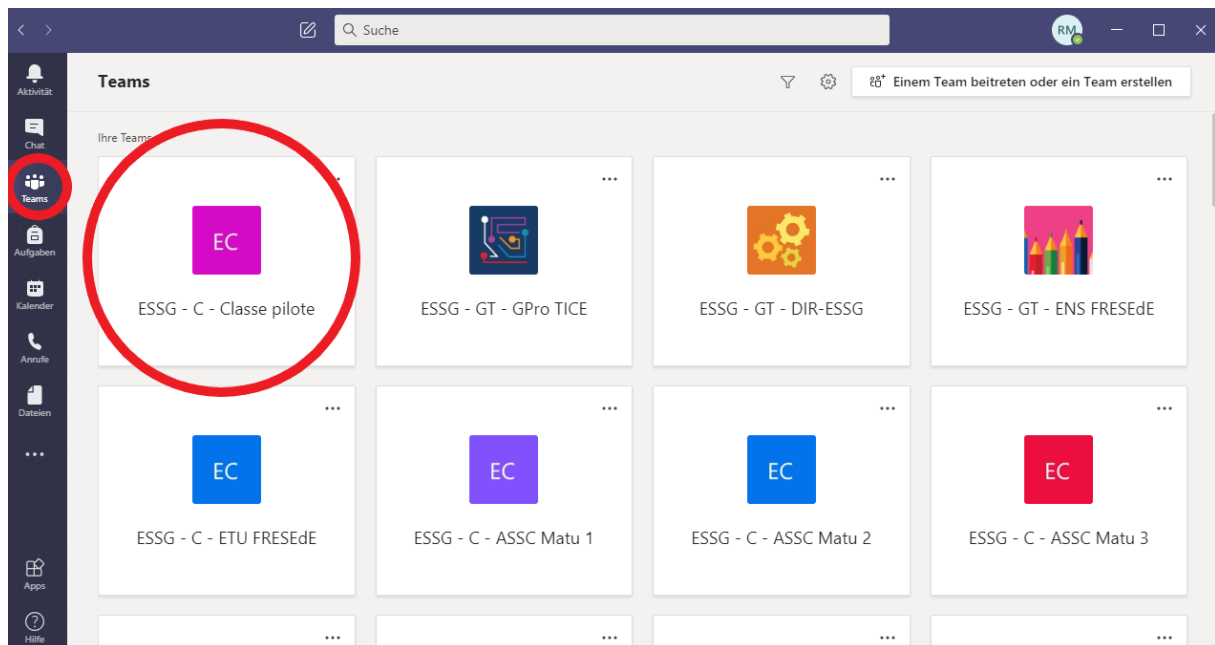 Suche
RM
Aktivität
Chat
Teams
Aufgaben
Kalender
Anrufe
Dateien
Apps
Hilfe
Teams
Einem Team beitreten oder ein Team erstellen
Ihre Teams
EC
ESSG - C - Classe pilote
ESSG - GT - GPro TICE
ESSG - GT - DIR-ESSG
ESSG - GT - ENS FRESEdE
EC
ESSG - C - ETU FRESEdE
EC
ESSG - C - ASSC Matu 1
EC
ESSG - C - ASSC Matu 2
EC
ESSG - C - ASSC Matu 3